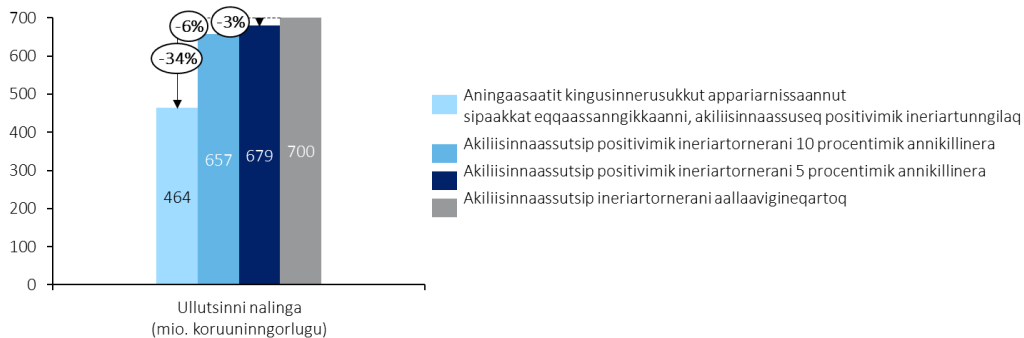 700
600
500
400
300
200
100
0
-34%
-6%
-3%
464
657
679
700
Ullutsinni nalinga
(mio. koruuninngorlugu)
Aningaasaatit kingusinnerusukkut appariarnissaannut
sipaakkat eqqaassanngikkaanni, akiliisinnaassuseq positivimik ineriartunngilaq
Akiliisinnaassutsip positivimik ineriartornerani 10 procentimik annikillinera
Akiliisinnaassutsip positivimik ineriartornerani 5 procentimik annikillinera
Akiliisinnaassutsip ineriartornerani aallaavigineqartoq